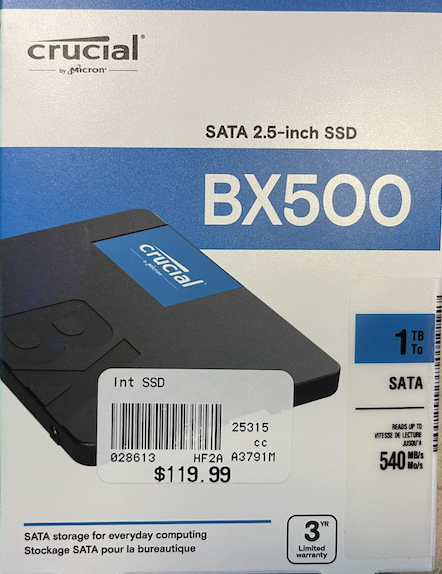 crucial
by Micron
SATA 2.5-inch SSD
BX500
crucial
by Micron
1 TB
To
SATA
READS UP TO
VITESSE DE LECTURE
JUSQU'À
540 MB/s
Mo/s
Int SSD
25315
cc
028613 HF2A A3791M
$119.99
SATA storage for everyday computing
Stockage SATA pour la bureautique
3 YR
Limited
warranty